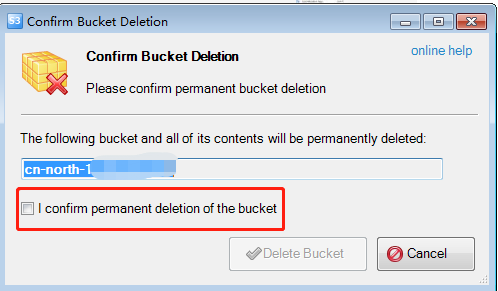 S3 Confirm Bucket Deletion
online help
Confirm Bucket Deletion
Please confirm permanent bucket deletion
The following bucket and all of its contents will be permanently deleted:
cn-north-1
I confirm permanent deletion of the bucket
Delete Bucket Cancel